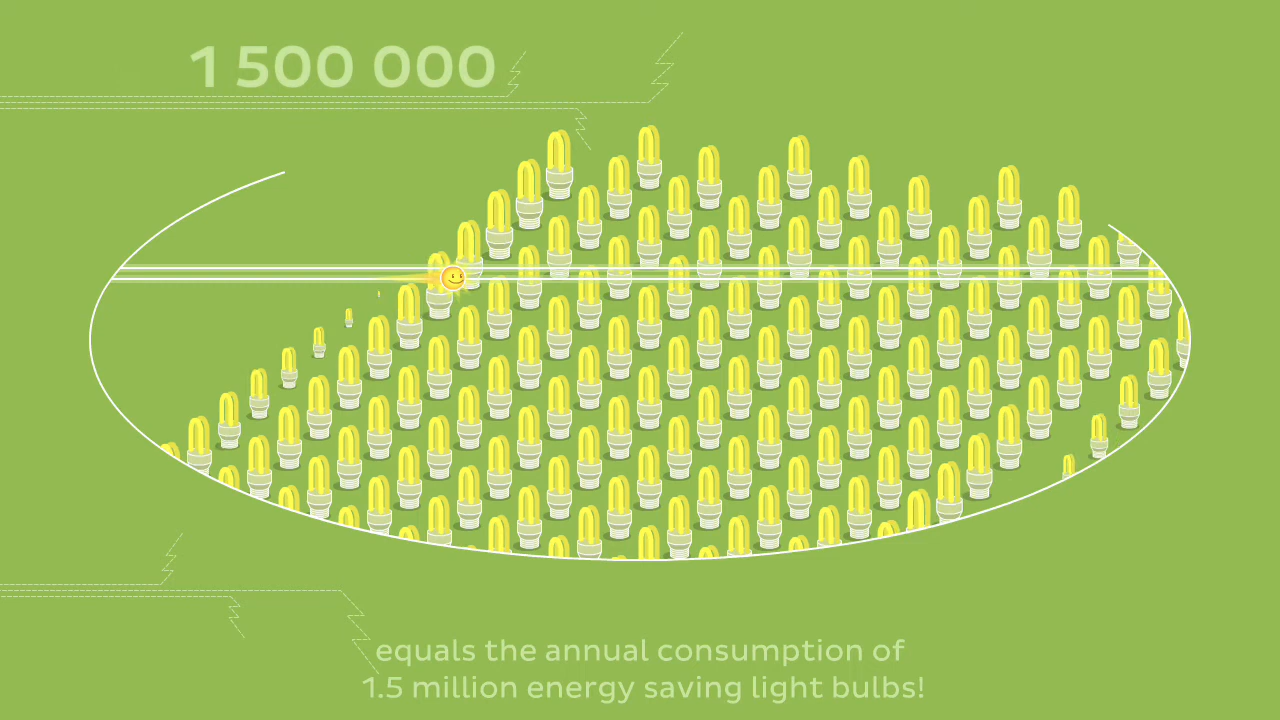 1 500 000
equals the annual consumption of
1.5 million energy saving light bulbs!